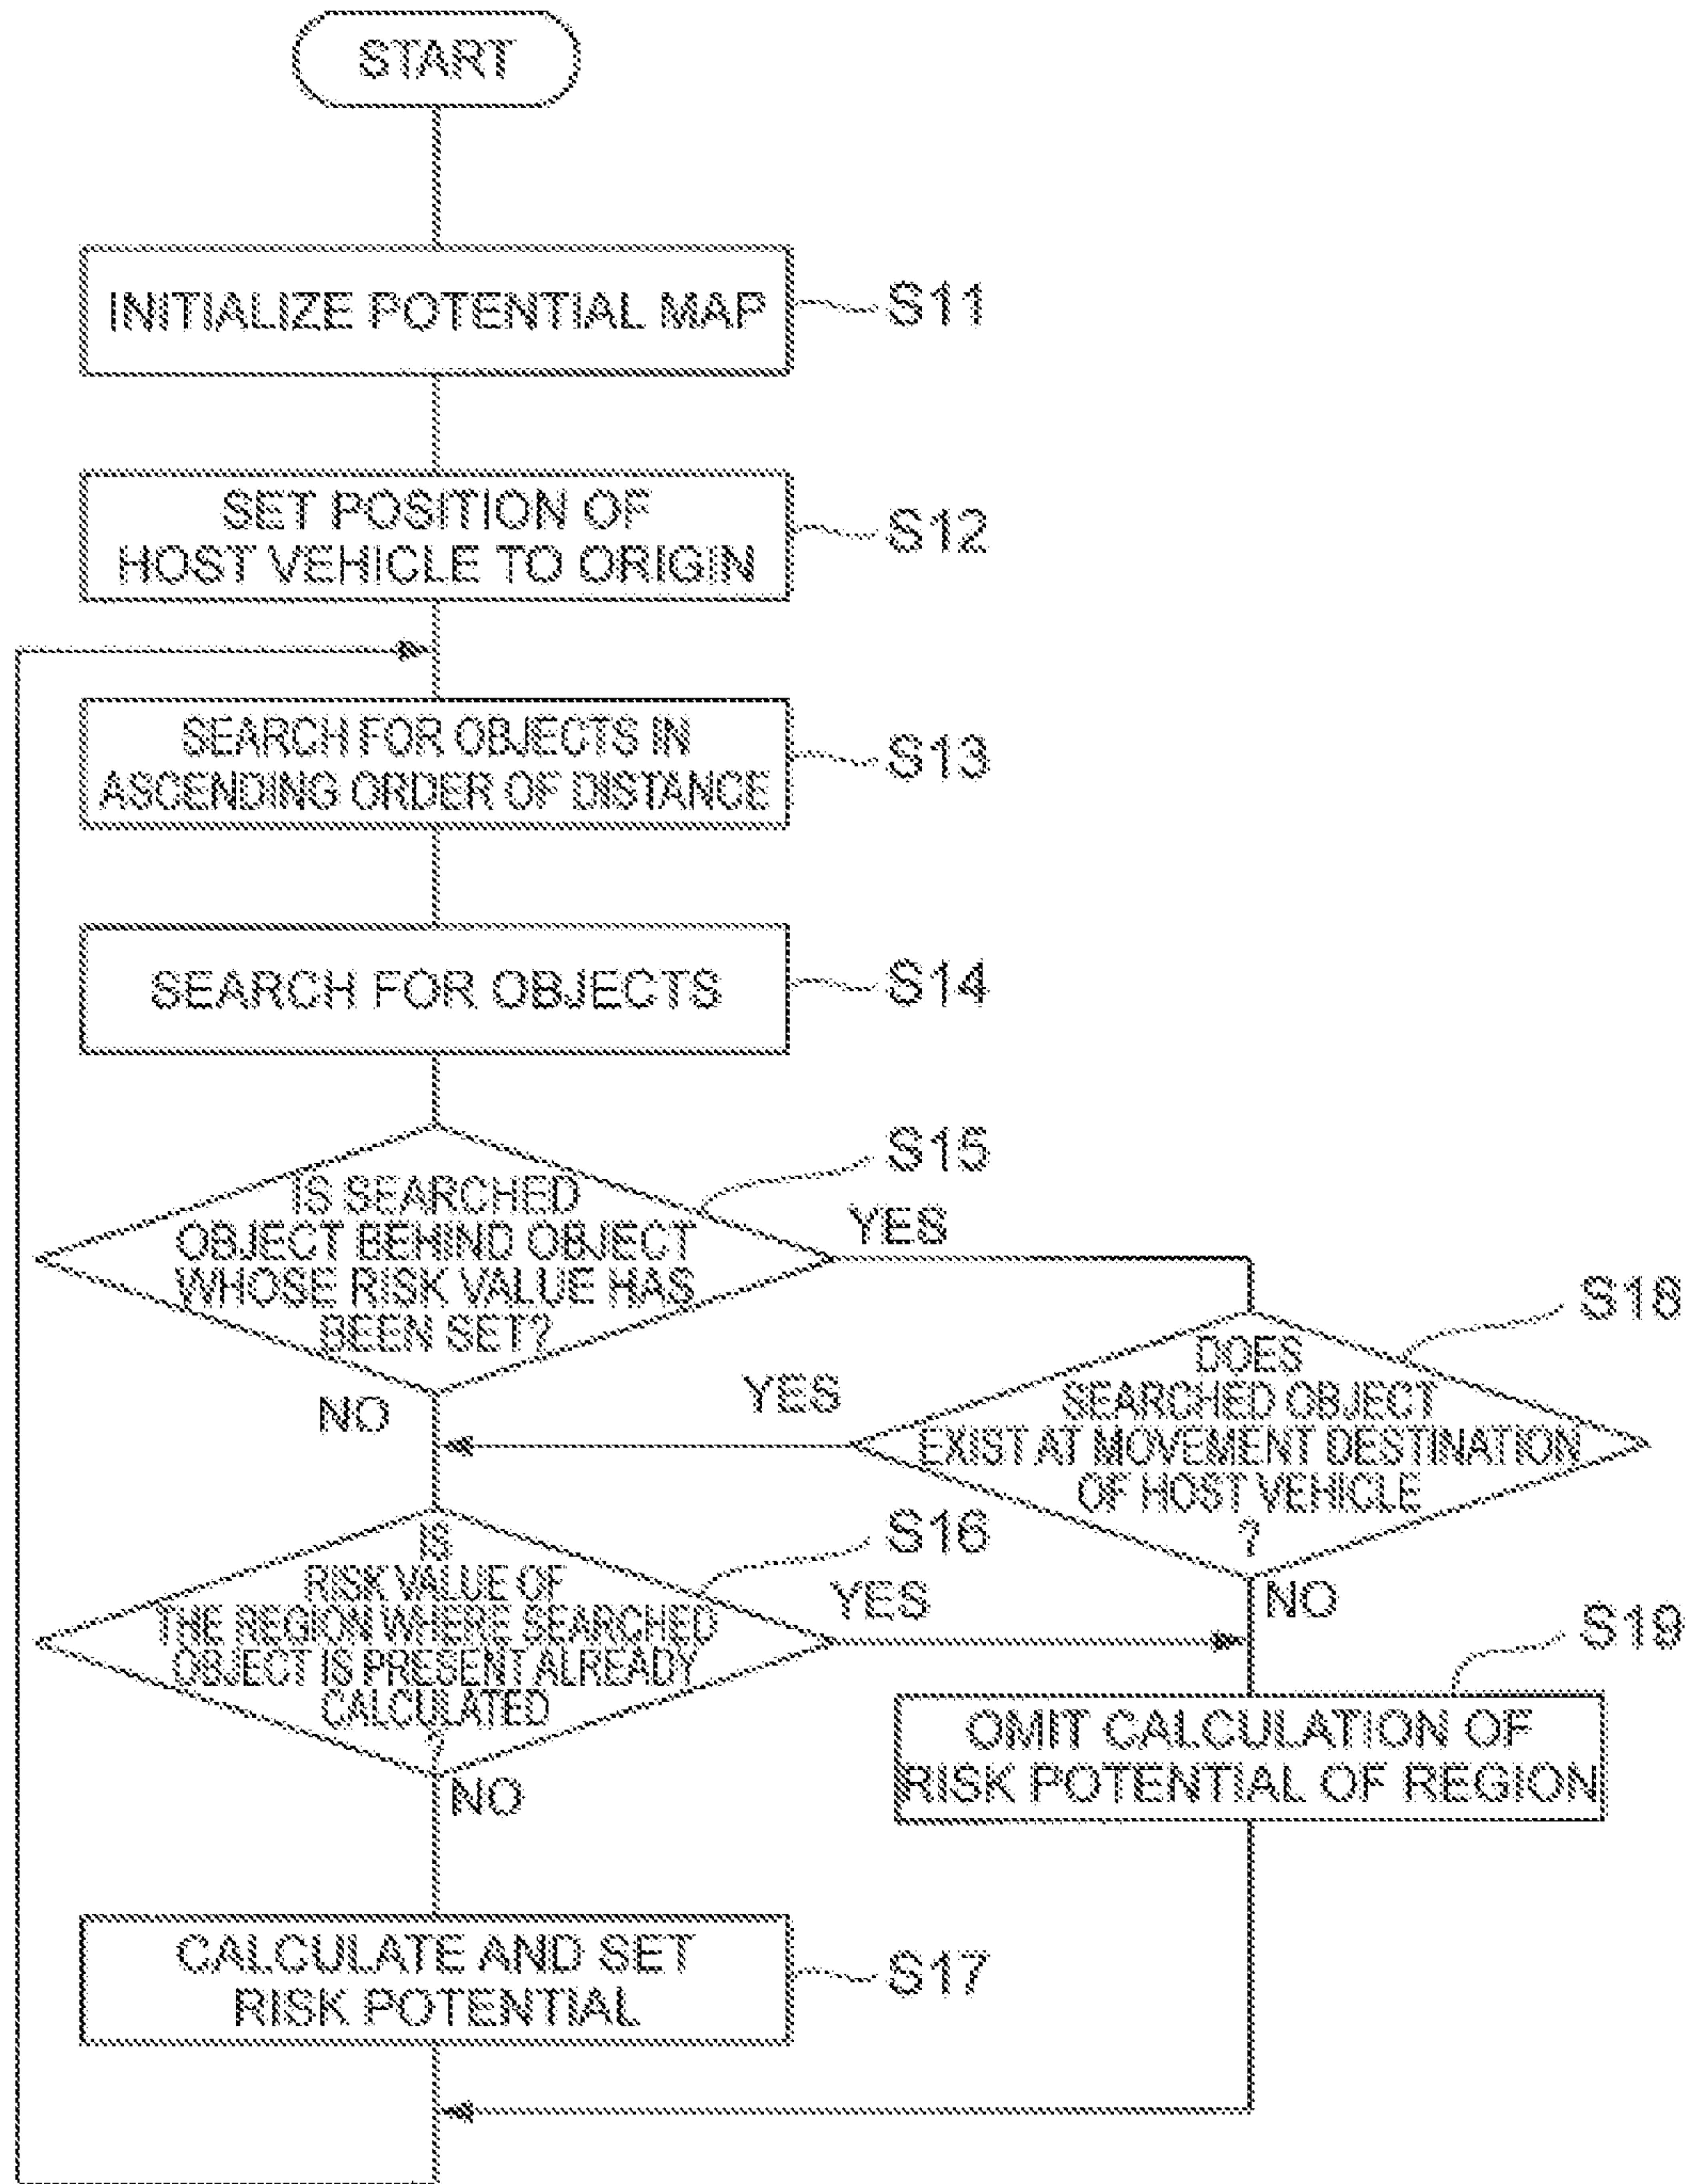 START
INITIALIZE POTENTIAL MAP
S11
SET POSITION OF
HOST VEHICLE TO ORIGIN
S12
SEARCH FOR OBJECTS IN
ASCENDING ORDER OF DISTANCE
S13
SEARCH FOR OBJECTS
S14
IS SEARCHED
OBJECT BEHIND OBJECT
WHOSE RISK VALUE HAS
BEEN SET?
S15
YES
NO
DOES
SEARCHED OBJECT
EXIST AT MOVEMENT DESTINATION
OF HOST VEHICLE
?
S18
YES
NO
IS
RISK VALUE OF
THE REGION WHERE SEARCHED
OBJECT IS PRESENT ALREADY
CALCULATED
?
S16
YES
NO
OMIT CALCULATION OF
RISK POTENTIAL OF REGION
S19
CALCULATE AND SET
RISK POTENTIAL
S17